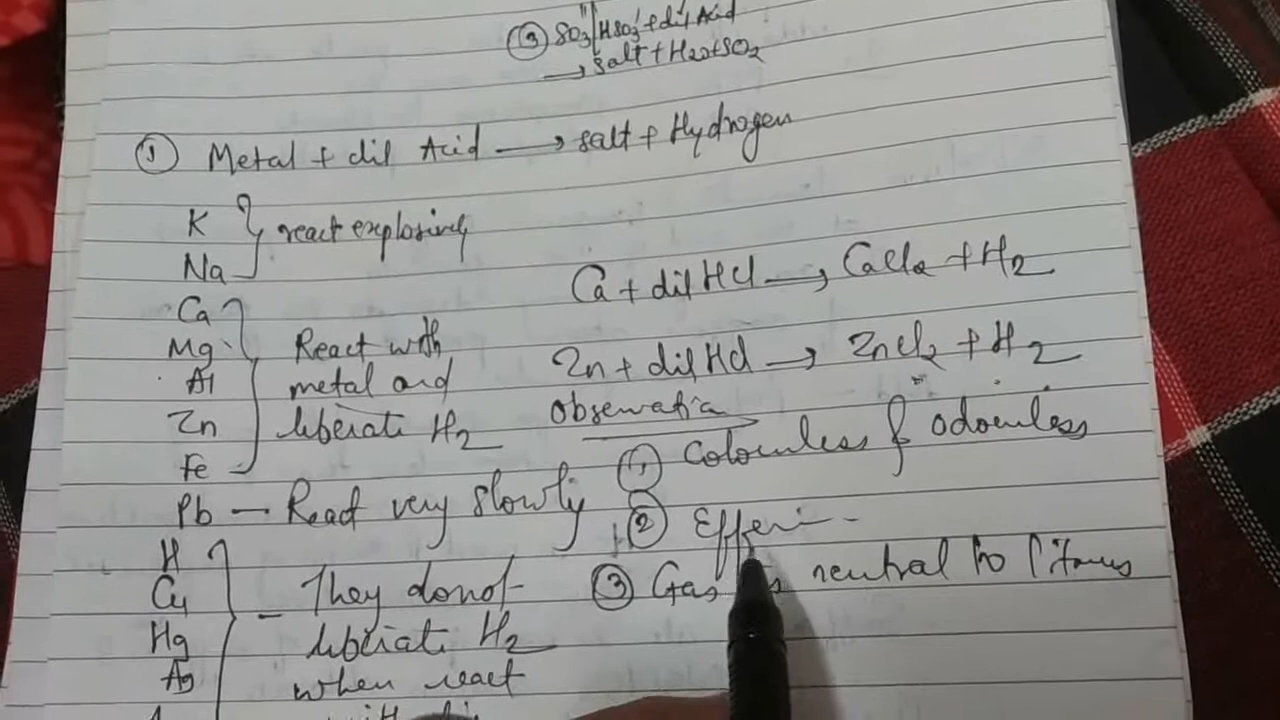 ③ SO3''/HSO3' + dil Acid
→ salt + H2O + SO2
① Metal + dil Acid → salt + Hydrogen
K
Na
} react explosively
Ca
Mg
Al
Zn
Fe
} React with
metal and
liberate H2
Pb — React very slowly
H
Cu
Hg
Ag
} - They donot
liberate H2
when react
Ca + dil HCl → CaCl2 + H2
Zn + dil HCl → ZnCl2 + H2
Observation
① Colourless & odourless
② Effer - -
③ Gas is neutral to litmus